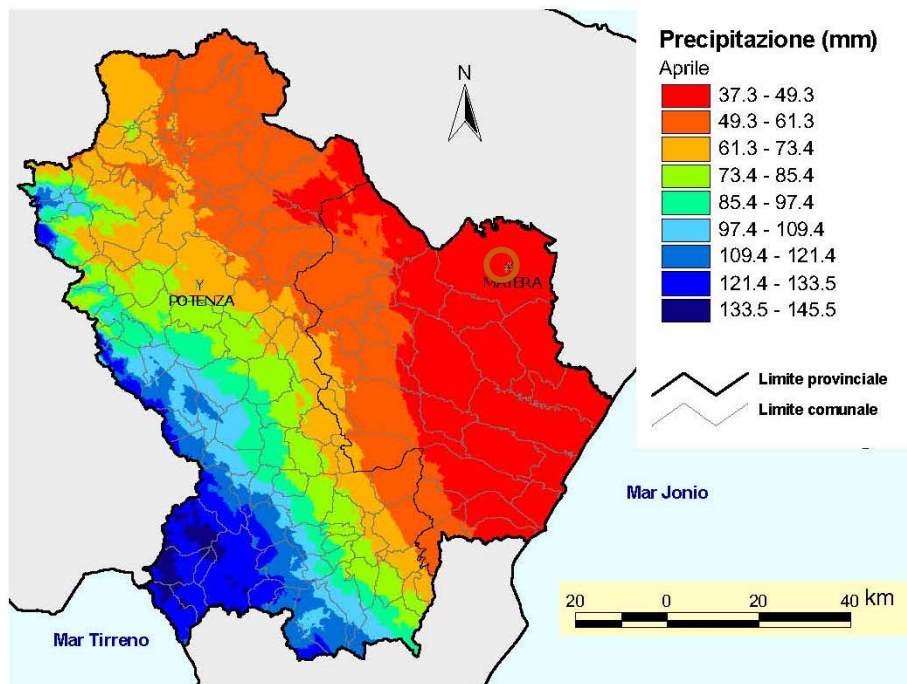 Precipitazione (mm)
Aprile
37.3 - 49.3
49.3 - 61.3
61.3 - 73.4
73.4 - 85.4
85.4 - 97.4
97.4 - 109.4
109.4 - 121.4
121.4 - 133.5
133.5 - 145.5
Limite provinciale
Limite comunale
N
MATERA
Y
POTENZA
Mar Jonio
Mar Tirreno
20 0 20 40 km